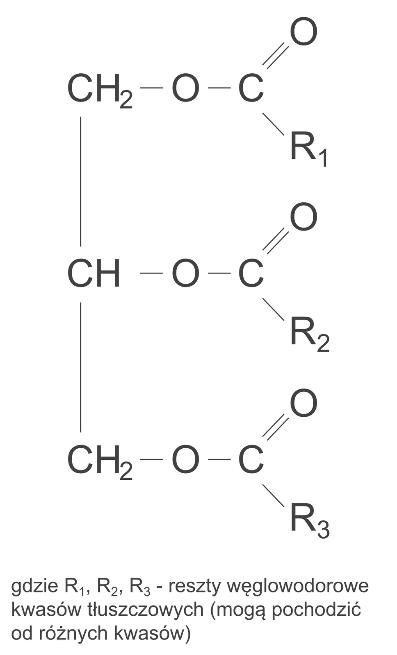 O
CH₂ — O — C
R₁
O
CH — O — C
R₂
O
CH₂ — O — C
R₃
gdzie R₁, R₂, R₃ - reszty węglowodorowe
kwasów tłuszczowych (mogą pochodzić
od różnych kwasów)